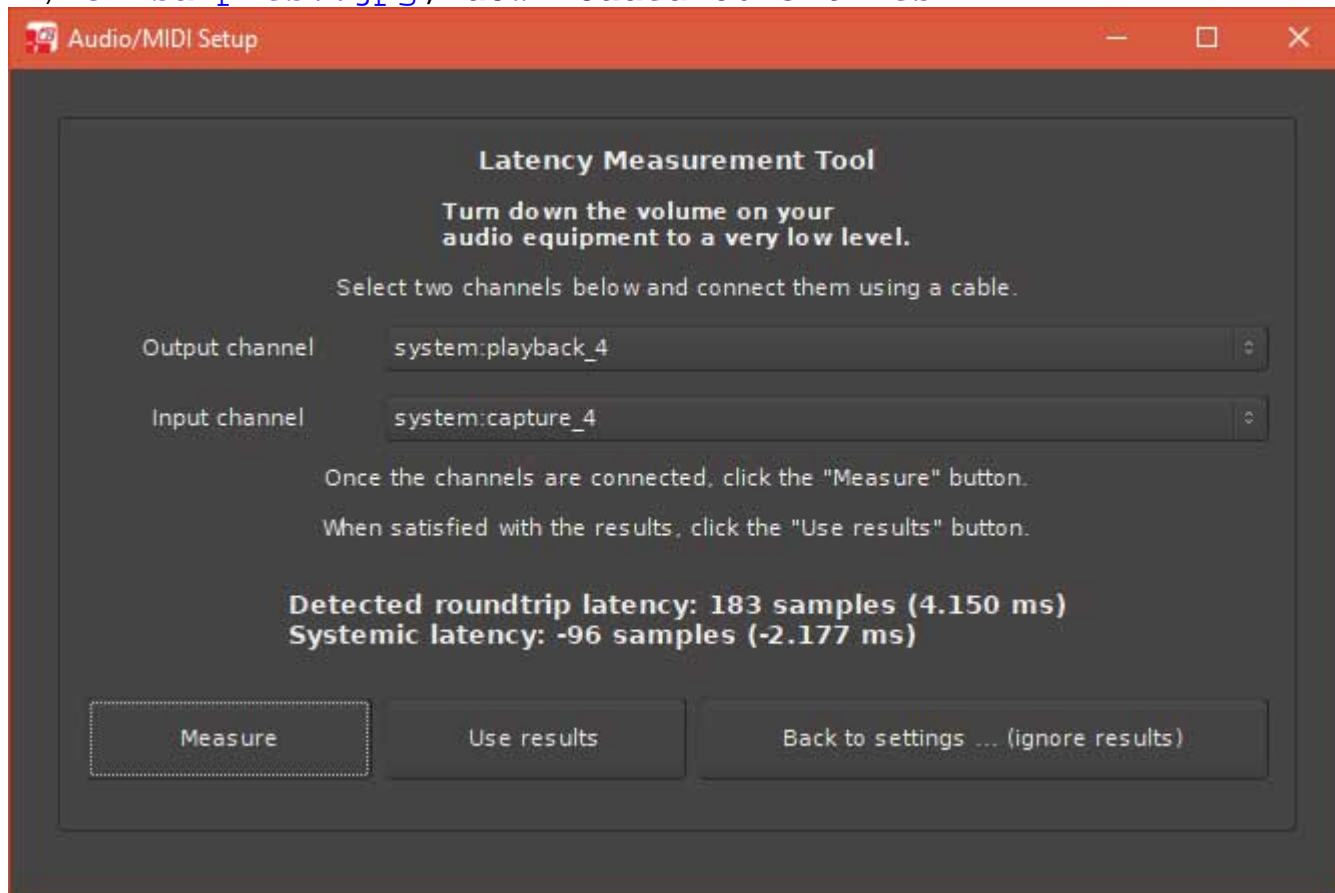 Audio/MIDI Setup
Latency Measurement Tool
Turn down the volume on your
audio equipment to a very low level.
Select two channels below and connect them using a cable.
Output channel system:playback_4
Input channel system:capture_4
Once the channels are connected, click the "Measure" button.
When satisfied with the results, click the "Use results" button.
Detected roundtrip latency: 183 samples (4.150 ms)
Systemic latency: -96 samples (-2.177 ms)
Measure Use results Back to settings ... (ignore results)